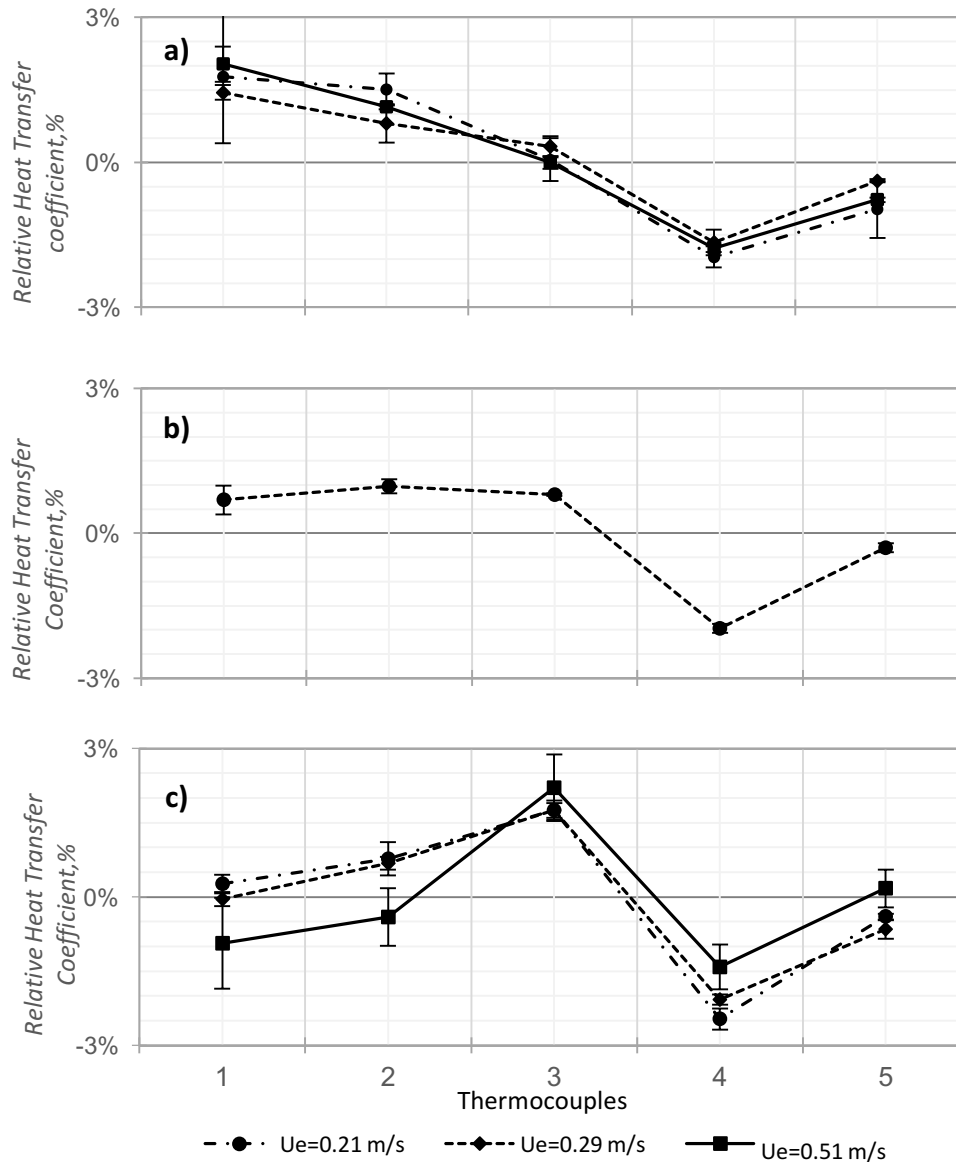 3%
a)
Relative Heat Transfer
coefficient,%
0%
-3%
3%
b)
Relative Heat Transfer
Coefficient,%
0%
-3%
3%
c)
Relative Heat Transfer
Coefficient,%
0%
-3%
1 2 3 4 5
Thermocouples
Ue=0.21 m/s Ue=0.29 m/s Ue=0.51 m/s